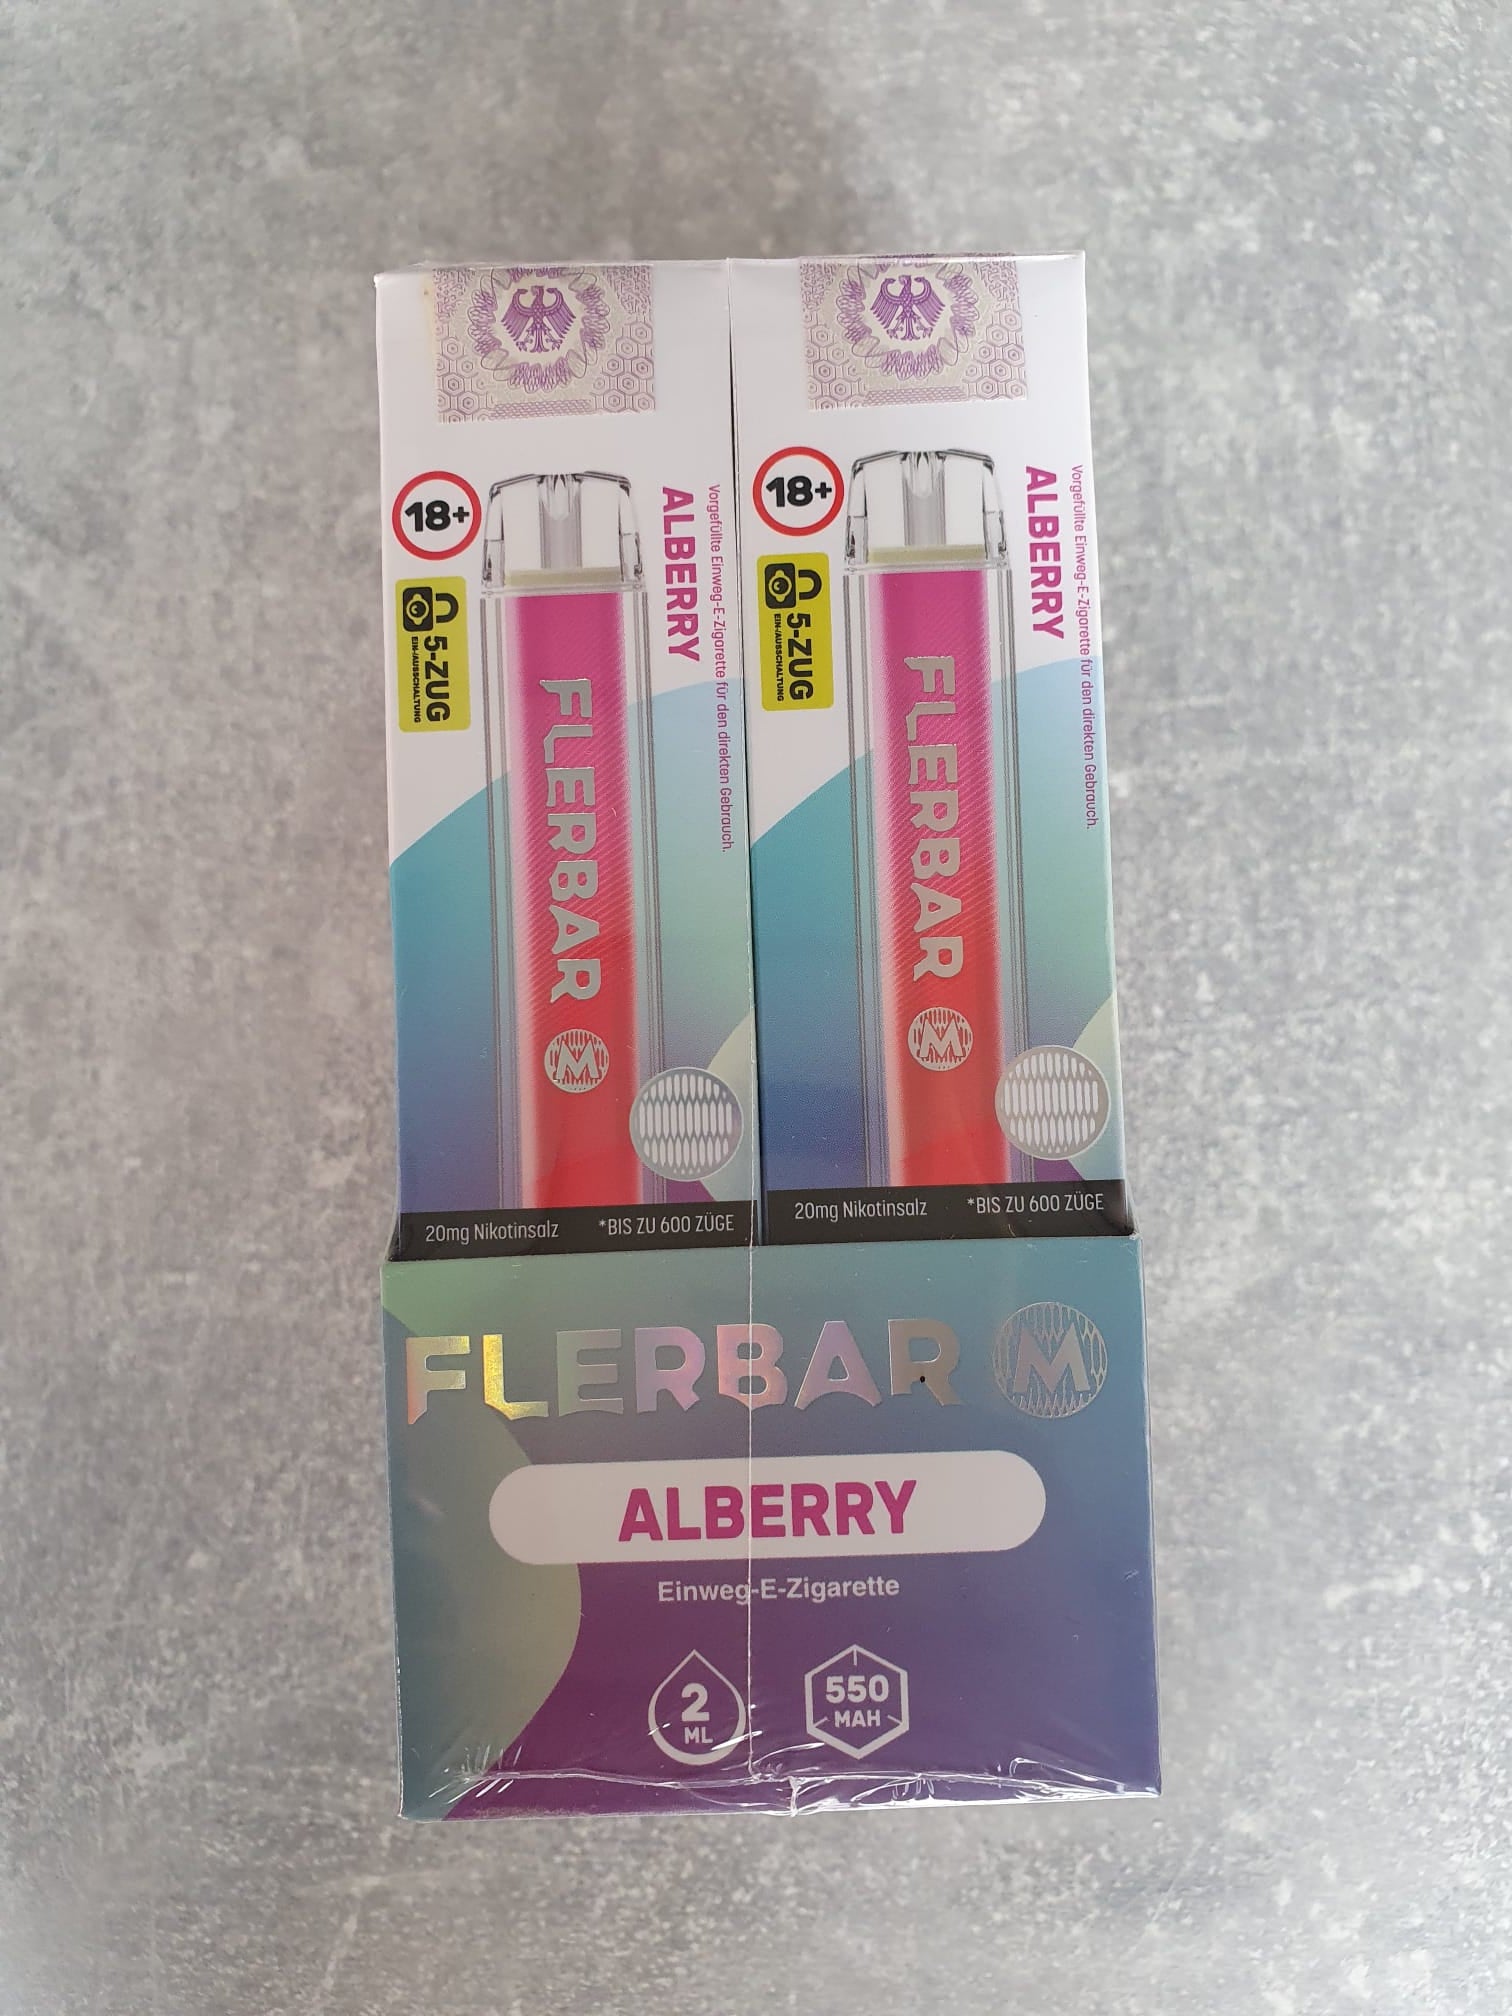 18+
5-ZUG
EIN-/AUSSCHALTUNG
ALBERRY
Vorgefüllte Einweg-E-Zigarette für den direkten Gebrauch.
FLERBAR M
20mg Nikotinsalz *BIS ZU 600 ZÜGE
18+
5-ZUG
EIN-/AUSSCHALTUNG
ALBERRY
Vorgefüllte Einweg-E-Zigarette für den direkten Gebrauch.
FLERBAR M
20mg Nikotinsalz *BIS ZU 600 ZÜGE
FLERBAR M
ALBERRY
Einweg-E-Zigarette
2 550
ML MAH